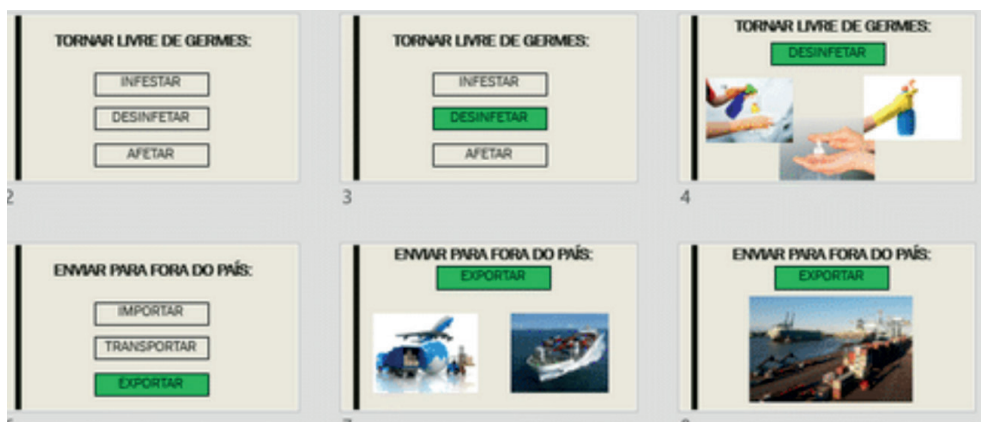 TORNAR LIVRE DE GERMES:
INFESTAR
DESINFETAR
AFETAR
2
TORNAR LIVRE DE GERMES:
INFESTAR
DESINFETAR
AFETAR
3
TORNAR LIVRE DE GERMES:
DESINFETAR
4
ENVIAR PARA FORA DO PAÍS:
IMPORTAR
TRANSPORTAR
EXPORTAR
ENVIAR PARA FORA DO PAÍS:
EXPORTAR
ENVIAR PARA FORA DO PAÍS:
EXPORTAR